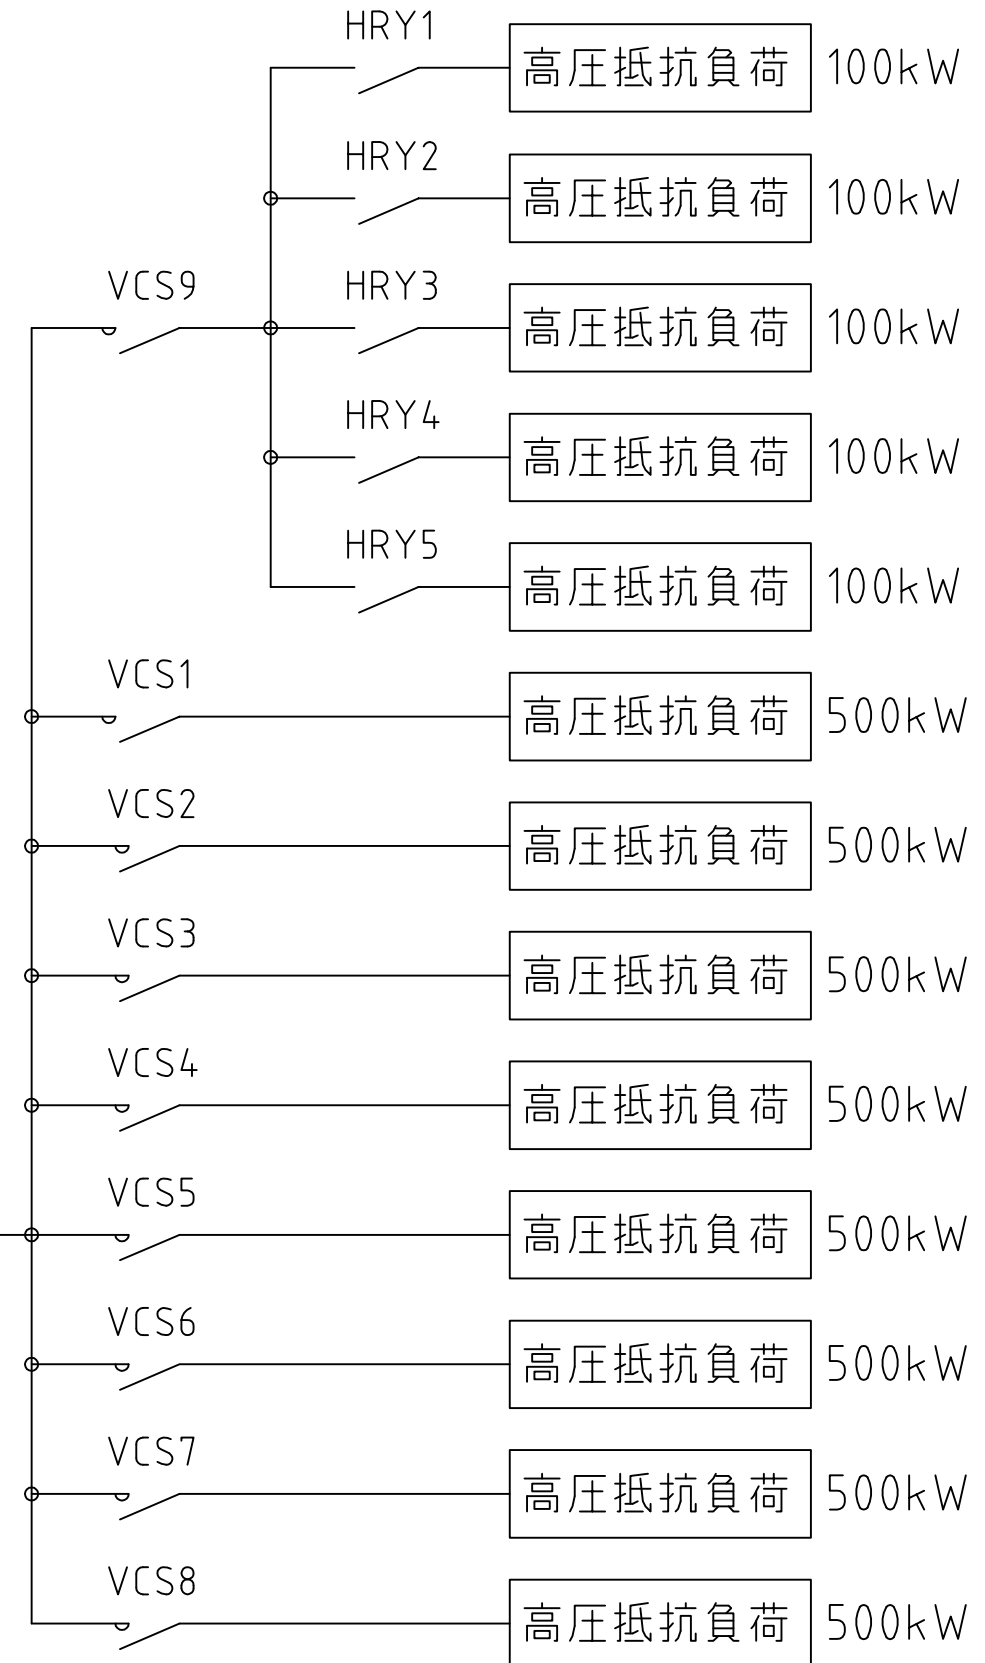 HRY1
高圧抵抗負荷 100kW
HRY2
高圧抵抗負荷 100kW
VCS9 HRY3
高圧抵抗負荷 100kW
HRY4
高圧抵抗負荷 100kW
HRY5
高圧抵抗負荷 100kW
VCS1
高圧抵抗負荷 500kW
VCS2
高圧抵抗負荷 500kW
VCS3
高圧抵抗負荷 500kW
VCS4
高圧抵抗負荷 500kW
VCS5
高圧抵抗負荷 500kW
VCS6
高圧抵抗負荷 500kW
VCS7
高圧抵抗負荷 500kW
VCS8
高圧抵抗負荷 500kW